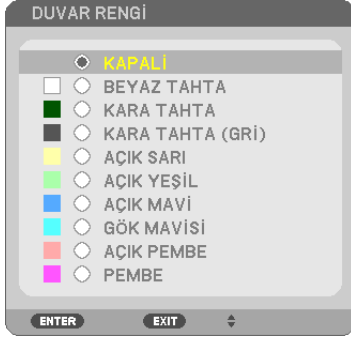 DUVAR RENGİ
KAPALI
BEYAZ TAHTA
KARA TAHTA
KARA TAHTA (GRİ)
AÇIK SARI
AÇIK YEŞİL
AÇIK MAVİ
GÖK MAVİSİ
AÇIK PEMBE
PEMBE
ENTER EXIT